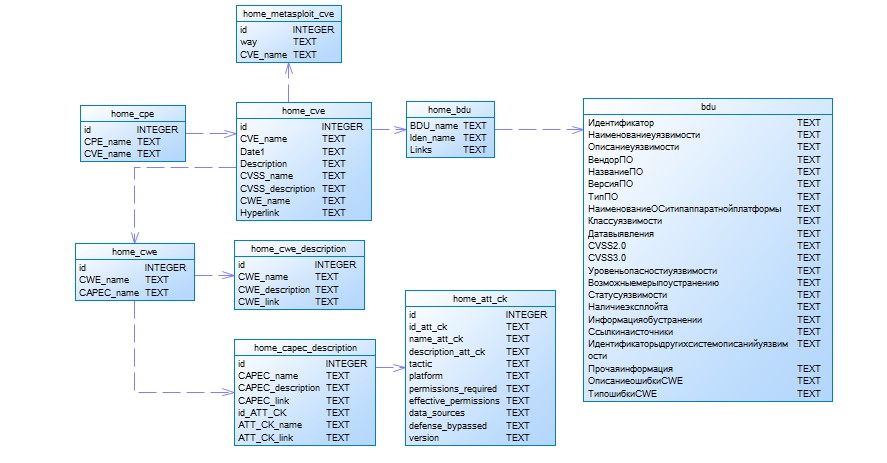 home_metasploit_cve
id INTEGER
way TEXT
CVE_name TEXT
home_cpe
id INTEGER
CPE_name TEXT
CVE_name TEXT
home_cve
id INTEGER
CVE_name TEXT
Date1 TEXT
Description TEXT
CVSS_name TEXT
CVSS_description TEXT
CWE_name TEXT
Hyperlink TEXT
home_bdu
BDU_name TEXT
Iden_name TEXT
Links TEXT
bdu
Идентификатор TEXT
Наименованиеуязвимости TEXT
Описаниеуязвимости TEXT
ВендорПО TEXT
НазваниеПО TEXT
ВерсияПО TEXT
ТипПО TEXT
НаименованиеОСитипаппаратнойплатформы TEXT
Классуязвимости TEXT
Датавыявления TEXT
CVSS2.0 TEXT
CVSS3.0 TEXT
Уровеньопасностиуязвимости TEXT
Возможныемерыпоустранению TEXT
Статусуязвимости TEXT
Наличиеэксплойта TEXT
Информацияобустранении TEXT
Ссылкинаисточники TEXT
Идентификаторыдругихсистемописанийуязвим TEXT
ости
Прочаяинформация TEXT
ОписаниеошибкиCWE TEXT
ТипошибкиCWE TEXT
home_cwe
id INTEGER
CWE_name TEXT
CAPEC_name TEXT
home_cwe_description
id INTEGER
CWE_name TEXT
CWE_description TEXT
CWE_link TEXT
home_capec_description
id INTEGER
CAPEC_name TEXT
CAPEC_description TEXT
CAPEC_link TEXT
id_ATT_CK TEXT
ATT_CK_name TEXT
ATT_CK_link TEXT
home_att_ck
id INTEGER
id_att_ck TEXT
name_att_ck TEXT
description_att_ck TEXT
tactic TEXT
platform TEXT
permissions_required TEXT
effective_permissions TEXT
data_sources TEXT
defense_bypassed TEXT
version TEXT